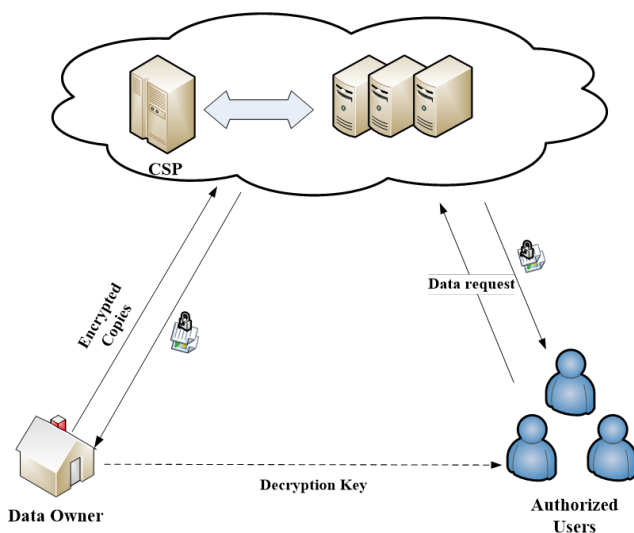 CSP
Encrypted
Copies
Data request
Decryption Key
Data Owner
Authorized
Users